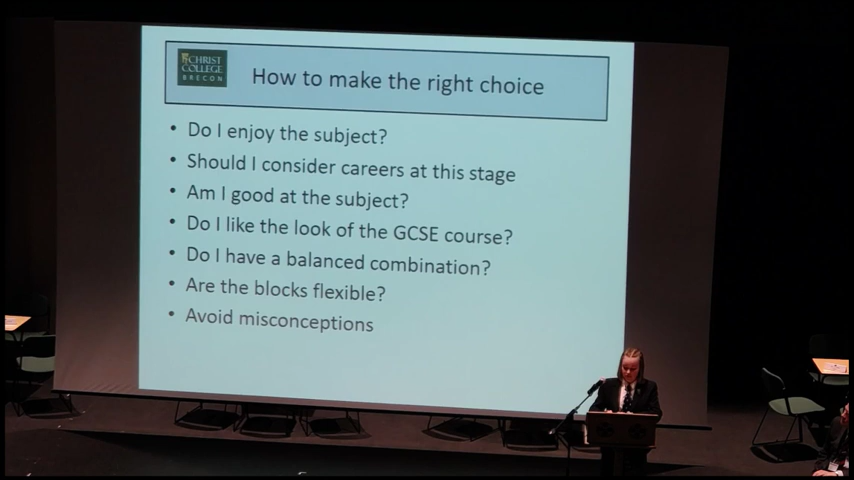 CHRIST
COLLEGE
BRECON
How to make the right choice
• Do I enjoy the subject?
• Should I consider careers at this stage
• Am I good at the subject?
• Do I like the look of the GCSE course?
• Do I have a balanced combination?
• Are the blocks flexible?
• Avoid misconceptions